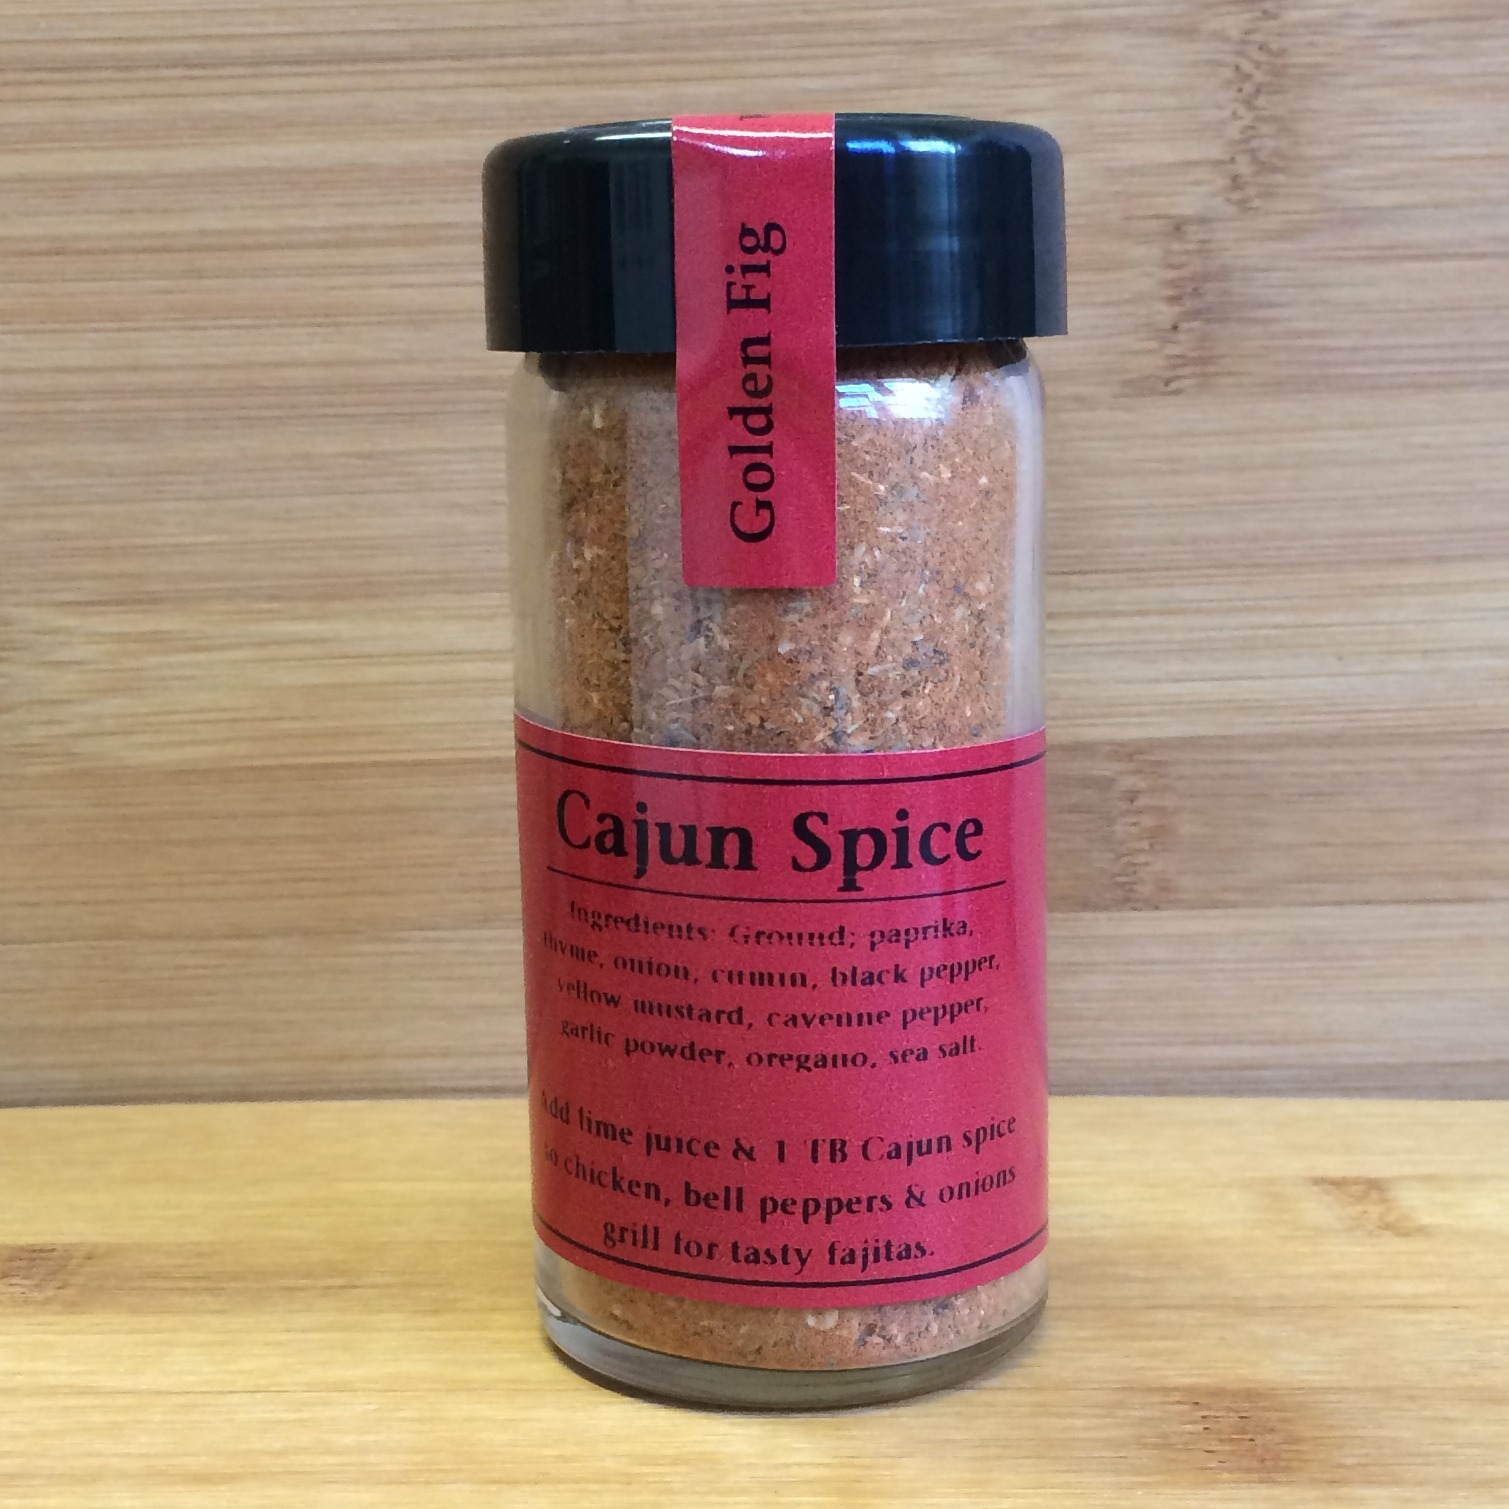 Golden Fig
Cajun Spice
Ingredients: Ground; paprika,
thyme, onion, cumin, black pepper,
yellow mustard, cayenne pepper,
garlic powder, oregano, sea salt.
Add lime juice & 1 TB Cajun spice
to chicken, bell peppers & onions
grill for tasty fajitas.